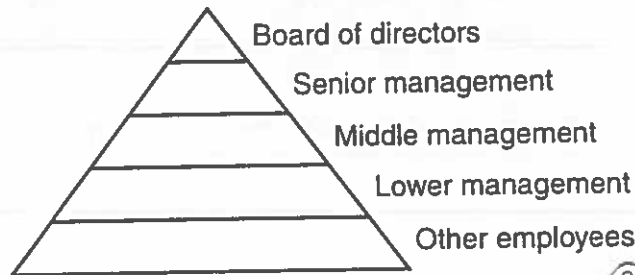 Board of directors
Senior management
Middle management
Lower management
Other employees